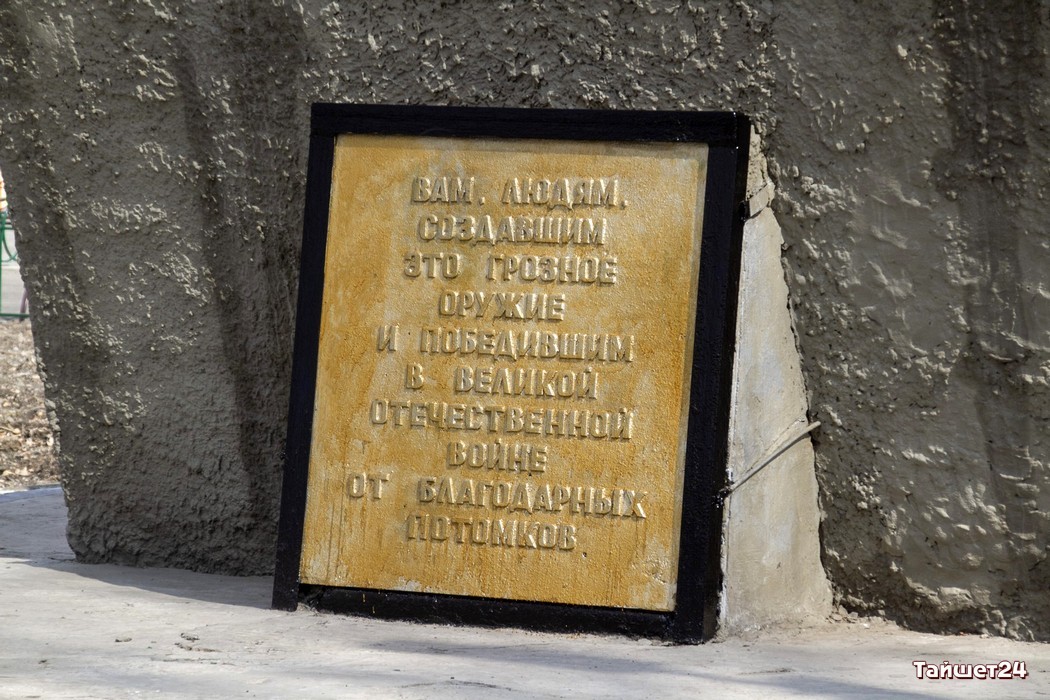 ВАМ, ЛЮДЯМ,
СОЗДАВШИМ
ЭТО ГРОЗНОЕ
ОРУЖИЕ
И ПОБЕДИВШИМ
В ВЕЛИКОЙ
ОТЕЧЕСТВЕННОЙ
ВОЙНЕ
ОТ БЛАГОДАРНЫХ
ПОТОМКОВ
Тайшет24